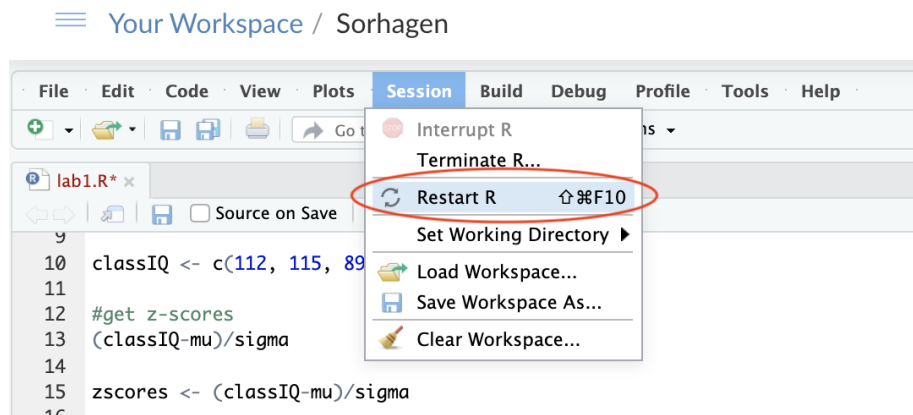 Your Workspace / Sorhagen
File Edit Code View Plots Session Build Debug Profile Tools Help
Go t
ns
Interrupt R
Terminate R...
Restart R ⇧⌘F10
Set Working Directory
Load Workspace...
Save Workspace As...
Clear Workspace...
lab1.R*
Source on Save
9
10 classIQ <- c(112, 115, 89
11
12 #get z-scores
13 (classIQ-mu)/sigma
14
15 zscores <- (classIQ-mu)/sigma